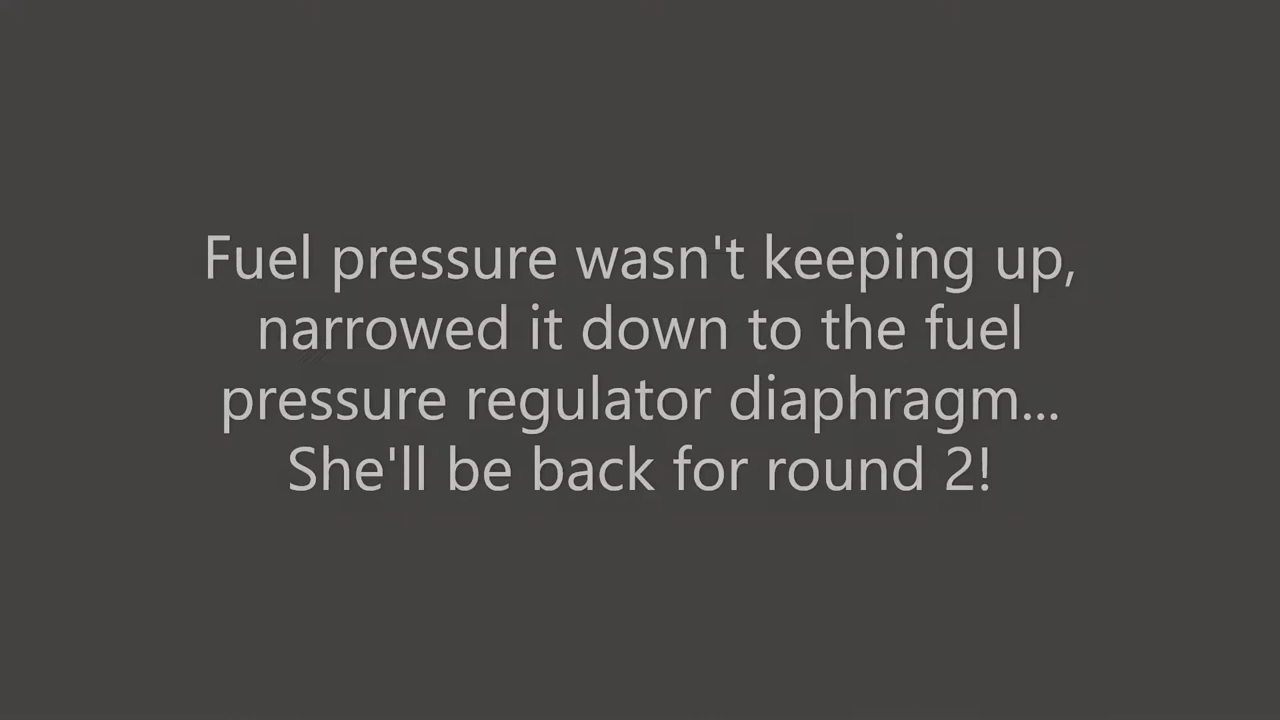 Fuel pressure wasn't keeping up,
narrowed it down to the fuel
pressure regulator diaphragm...
She'll be back for round 2!